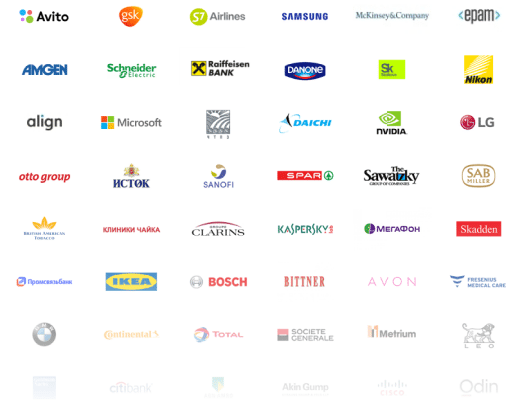 Avito
gsk
S7 Airlines
SAMSUNG
McKinsey&Company
<epam>
AMGEN
Schneider
Electric
Raiffeisen
BANK
DANONE
Sk
Nikon
align
Microsoft
DAICHI
NVIDIA.
LG
otto group
ИСТОК
SANOFI
SPAR
The
Sawatzky
GROUP OF COMPANIES
SAB
MILLER
BRITISH AMERICAN
TOBACCO
КЛИНИКИ ЧАЙКА
GROUPE
CLARINS
KASPERSKY
МЕГАФОН
Skadden
Промсвязьбанк
IKEA
BOSCH
BITTNER
AVON
FRESENIUS
MEDICAL CARE
BMW
Continental
TOTAL
SOCIETE
GENERALE
Metrium
LEO
citibank
Akin Gump
CISCO
Odin